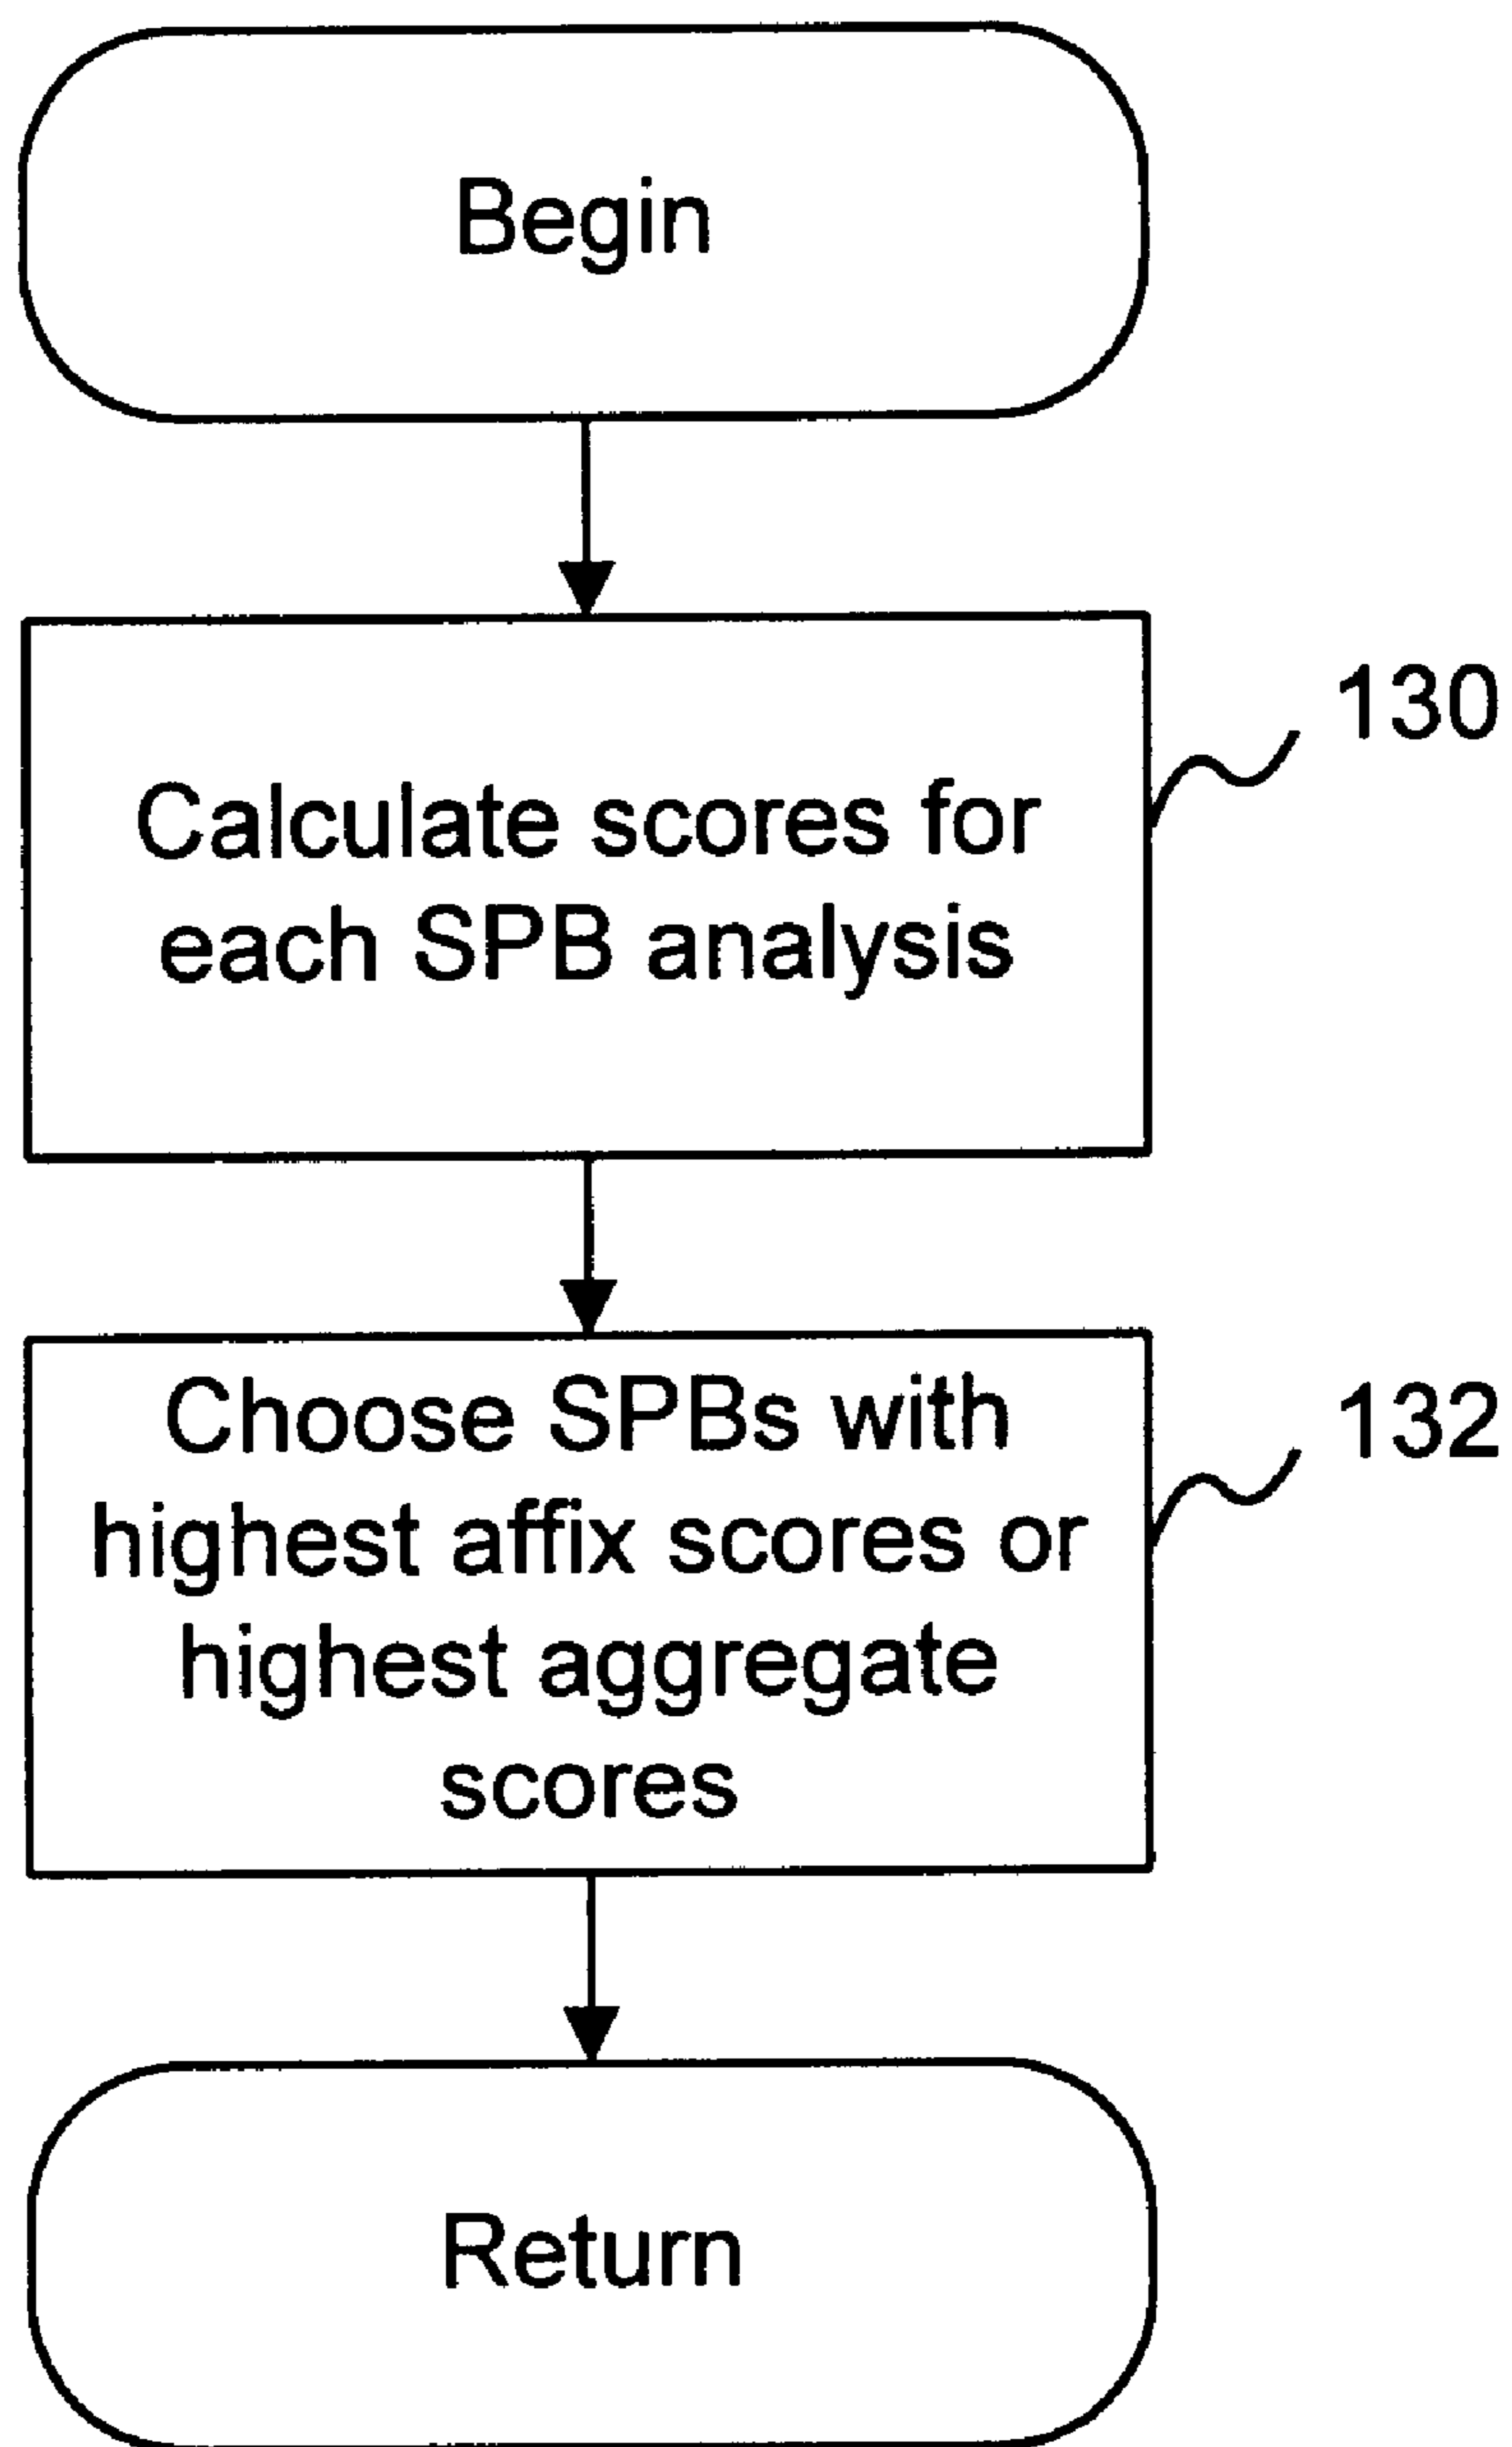 Begin
130
Calculate scores for
each SPB analysis
132
Choose SPBs with
highest affix scores or
highest aggregate
scores
Return